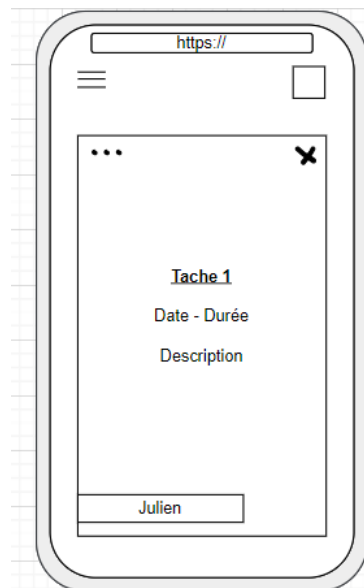 https://
Tache 1
Date - Durée
Description
Julien